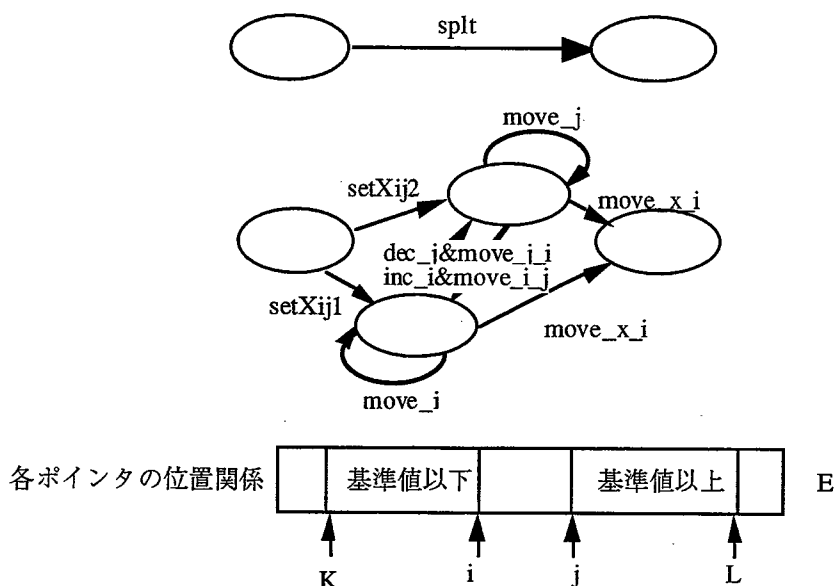 splt
move_j
setXij2
move_x_i
dec_j&move_j_i
inc_i&move_i_j
setXij1
move_x_i
move_i
各ポインタの位置関係
基準値以下
基準値以上
E
K
i
j
L